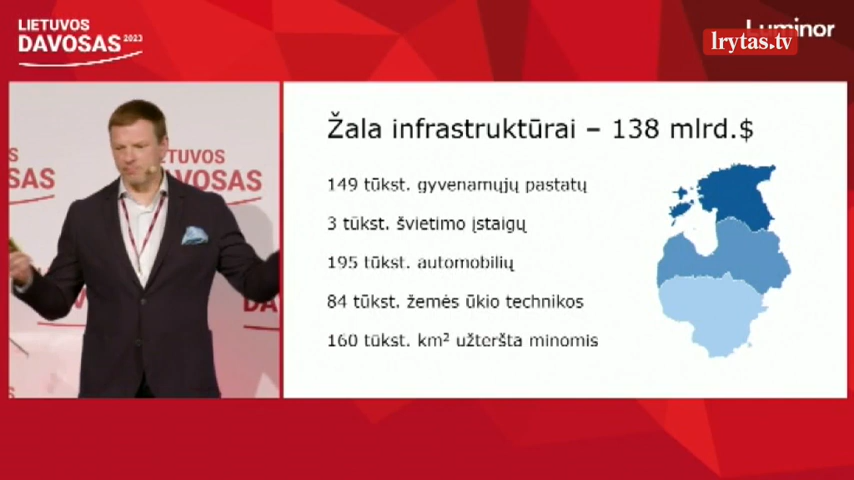 LIETUVOS
DAVOSAS 2023
Luminor
lrytas.tv
LIETUVOS
DAVOSAS
Žala infrastruktūrai – 138 mlrd.$
149 tūkst. gyvenamųjų pastatų
3 tūkst. švietimo įstaigų
195 tūkst. automobilių
84 tūkst. žemės ūkio technikos
160 tūkst. km² užteršta minomis